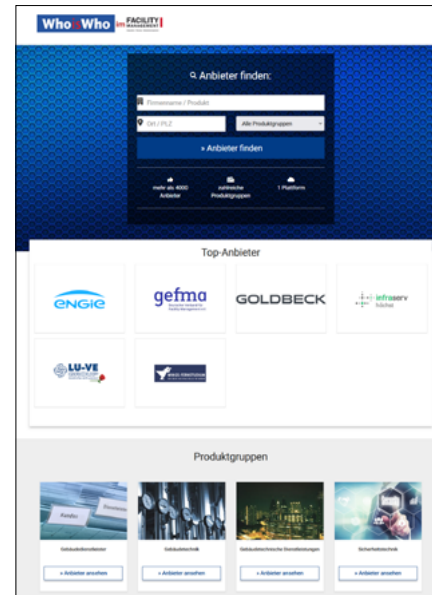 Who is Who im FACILITY MANAGEMENT
Anbieter finden:
Firmenname / Produkt
Ort / PLZ
Alle Produktgruppen
» Anbieter finden
mehr als 4000 Anbieter
zahlreiche Produktgruppen
1 Plattform
Top-Anbieter
ENGIE
gefma
GOLDBECK
infraserv höchst
LU-VE
Produktgruppen
Kanzlei
Ready
Gebäudedienstleister
Gebäudetechnik
Gebäudetechnische Dienstleistungen
Sicherheitstechnik
» Anbieter ansehen
» Anbieter ansehen
» Anbieter ansehen
» Anbieter ansehen